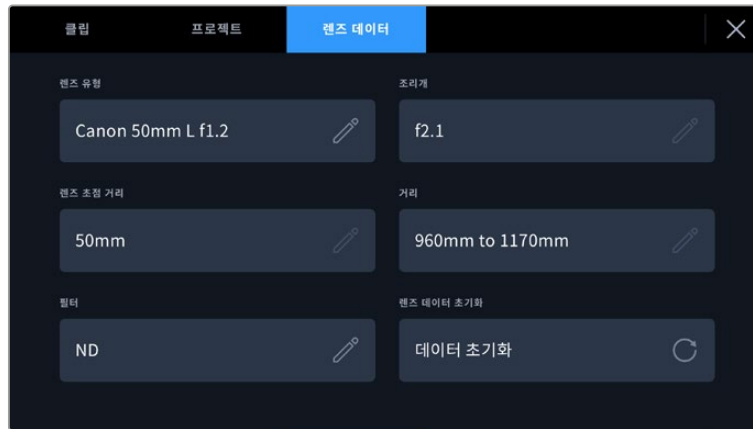 클립 프로젝트 렌즈 데이터
렌즈 유형 조리개
Canon 50mm L f1.2 f2.1
렌즈 초점 거리 거리
50mm 960mm to 1170mm
필터 렌즈 데이터 초기화
ND 데이터 초기화